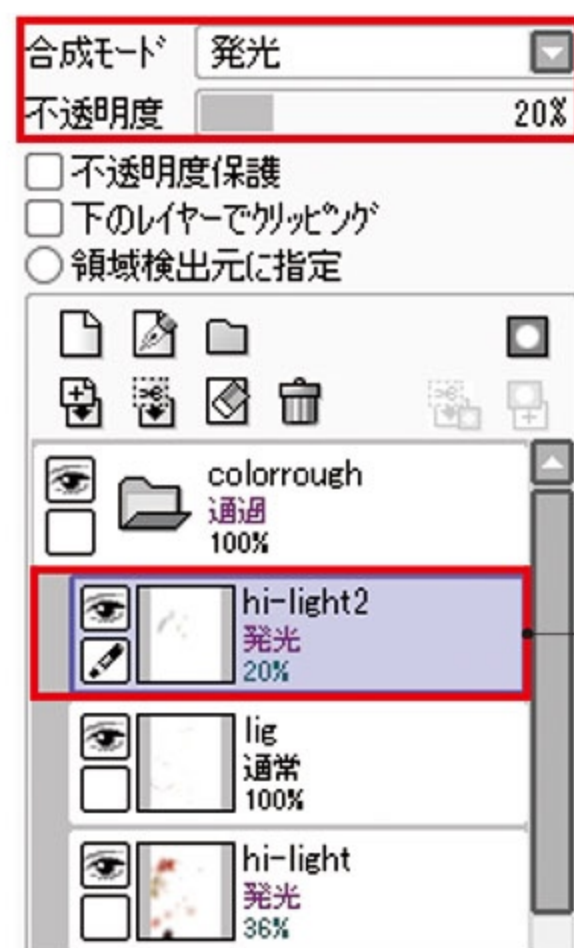 合成モード 発光
不透明度 20%
不透明度保護
下のレイヤーでクリッピング
領域検出元に指定
colorrough
通過
100%
hi-light2
発光
20%
lig
通常
100%
hi-light
発光
36%